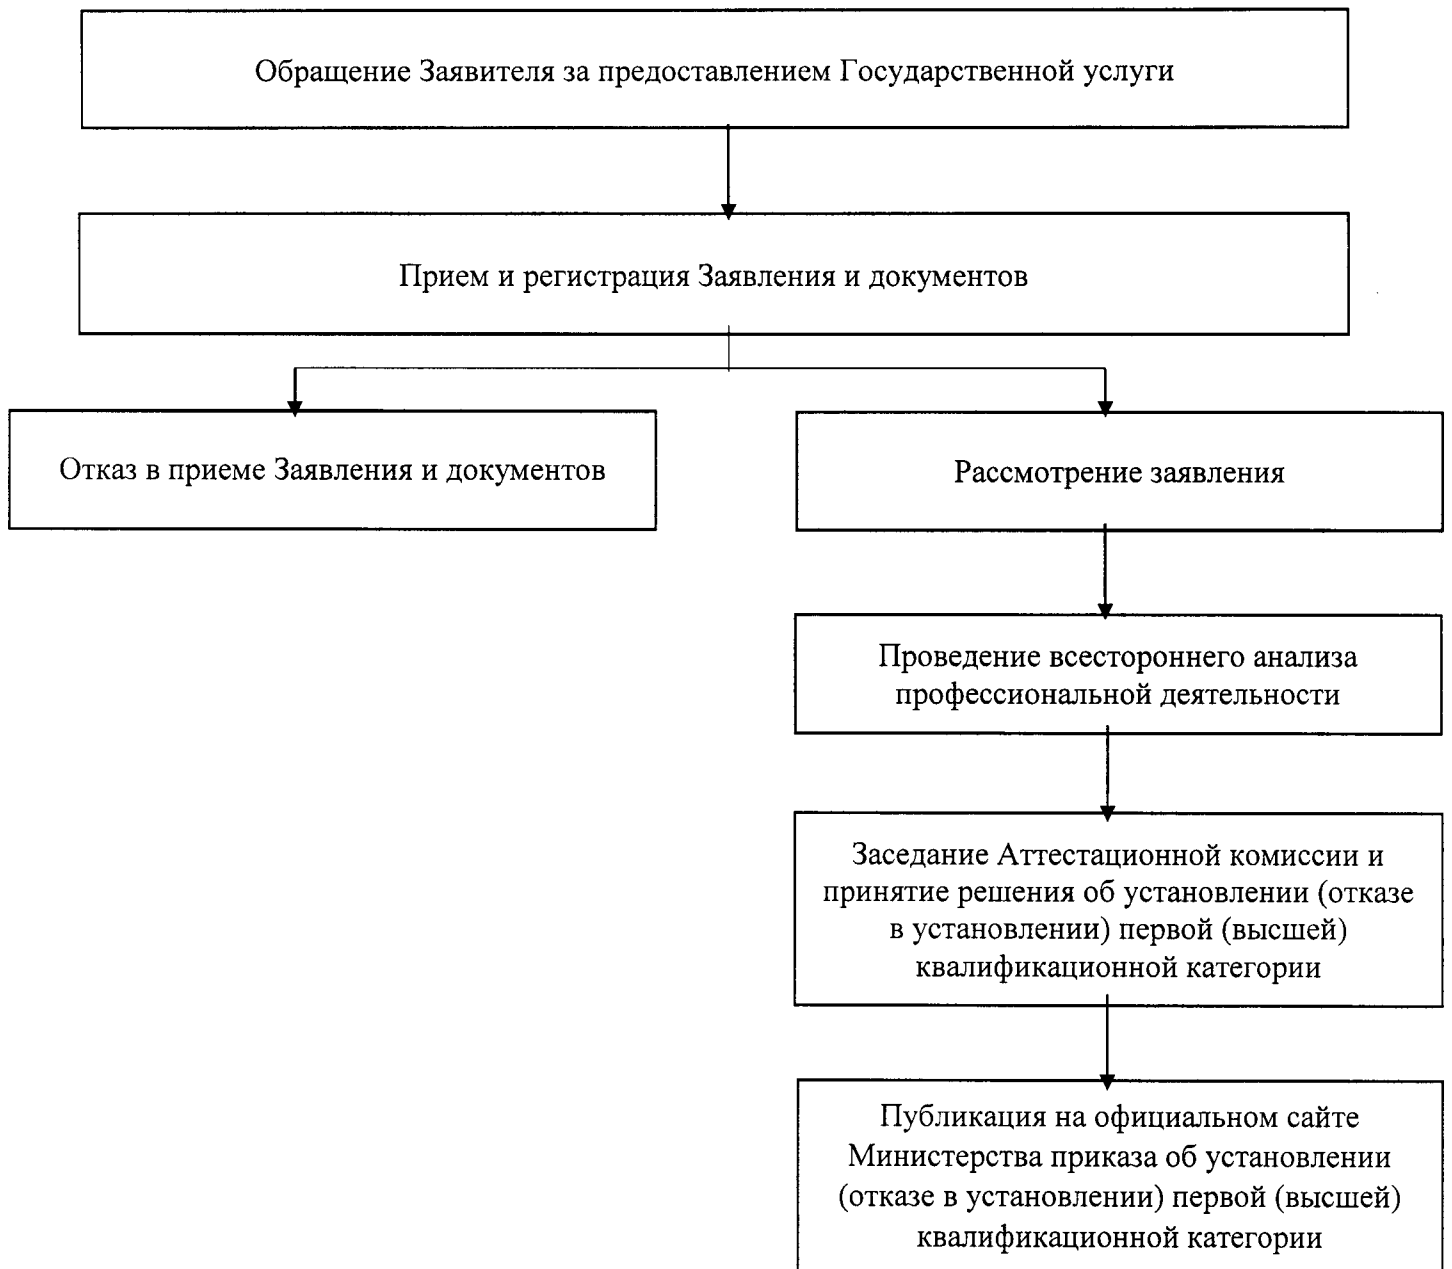 Обращение Заявителя за предоставлением Государственной услуги
Прием и регистрация Заявления и документов
Отказ в приеме Заявления и документов
Рассмотрение заявления
Проведение всестороннего анализа
профессиональной деятельности
Заседание Аттестационной комиссии и
принятие решения об установлении (отказе
в установлении) первой (высшей)
квалификационной категории
Публикация на официальном сайте
Министерства приказа об установлении
(отказе в установлении) первой (высшей)
квалификационной категории